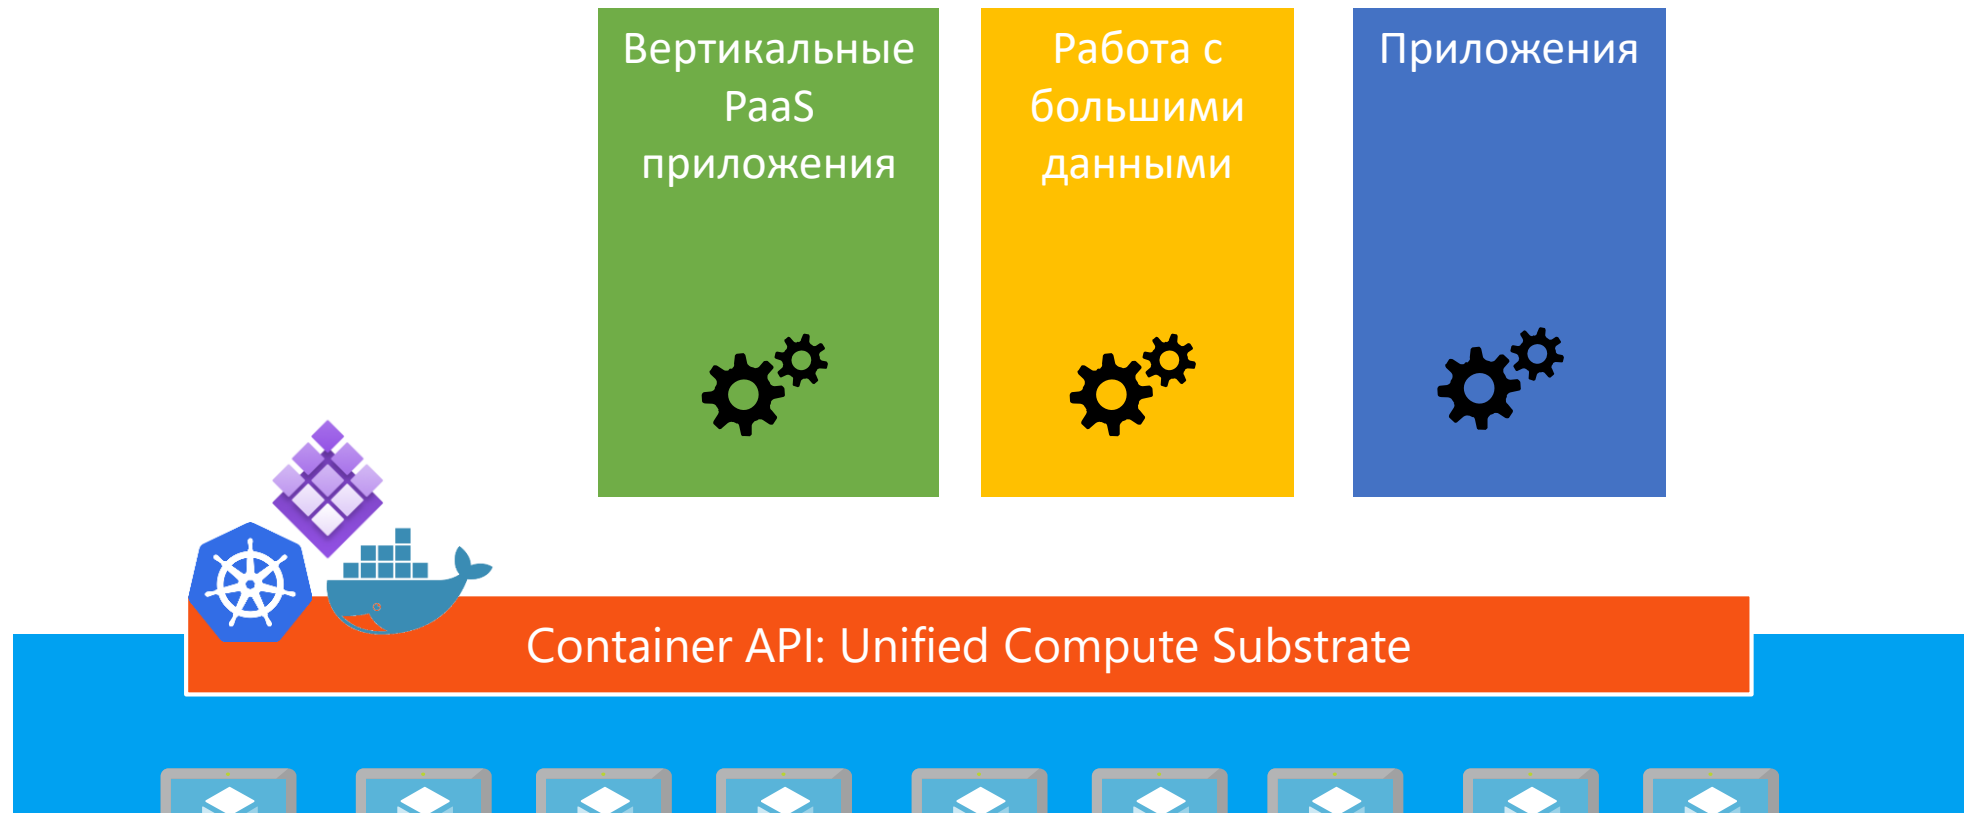 Вертикальные
PaaS
приложения
Работа с
большими
данными
Приложения
Container API: Unified Compute Substrate